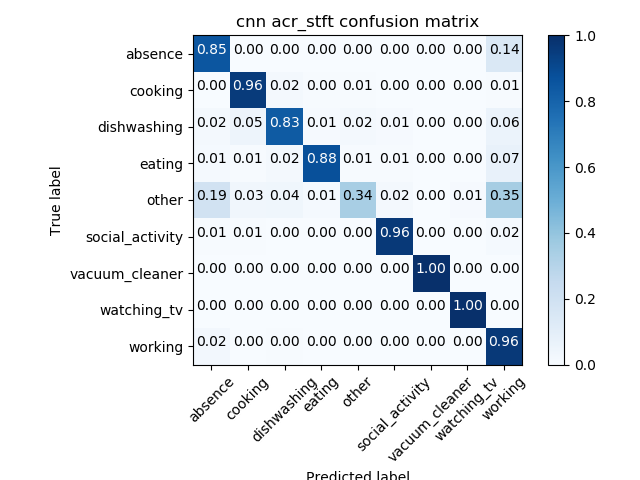 cnn acr_stft confusion matrix
absence 0.85 0.00 0.00 0.00 0.00 0.00 0.00 0.00 0.14
cooking 0.00 0.96 0.02 0.00 0.01 0.00 0.00 0.00 0.01
dishwashing 0.02 0.05 0.83 0.01 0.02 0.01 0.00 0.00 0.06
eating 0.01 0.01 0.02 0.88 0.01 0.01 0.00 0.00 0.07
other 0.19 0.03 0.04 0.01 0.34 0.02 0.00 0.01 0.35
social_activity 0.01 0.01 0.00 0.00 0.00 0.96 0.00 0.00 0.02
vacuum_cleaner 0.00 0.00 0.00 0.00 0.00 0.00 1.00 0.00 0.00
watching_tv 0.00 0.00 0.00 0.00 0.00 0.00 0.00 1.00 0.00
working 0.02 0.00 0.00 0.00 0.00 0.00 0.00 0.00 0.96
True label
absence cooking dishwashing eating other social_activity vacuum_cleaner watching_tv working
Predicted label
1.0
0.8
0.6
0.4
0.2
0.0